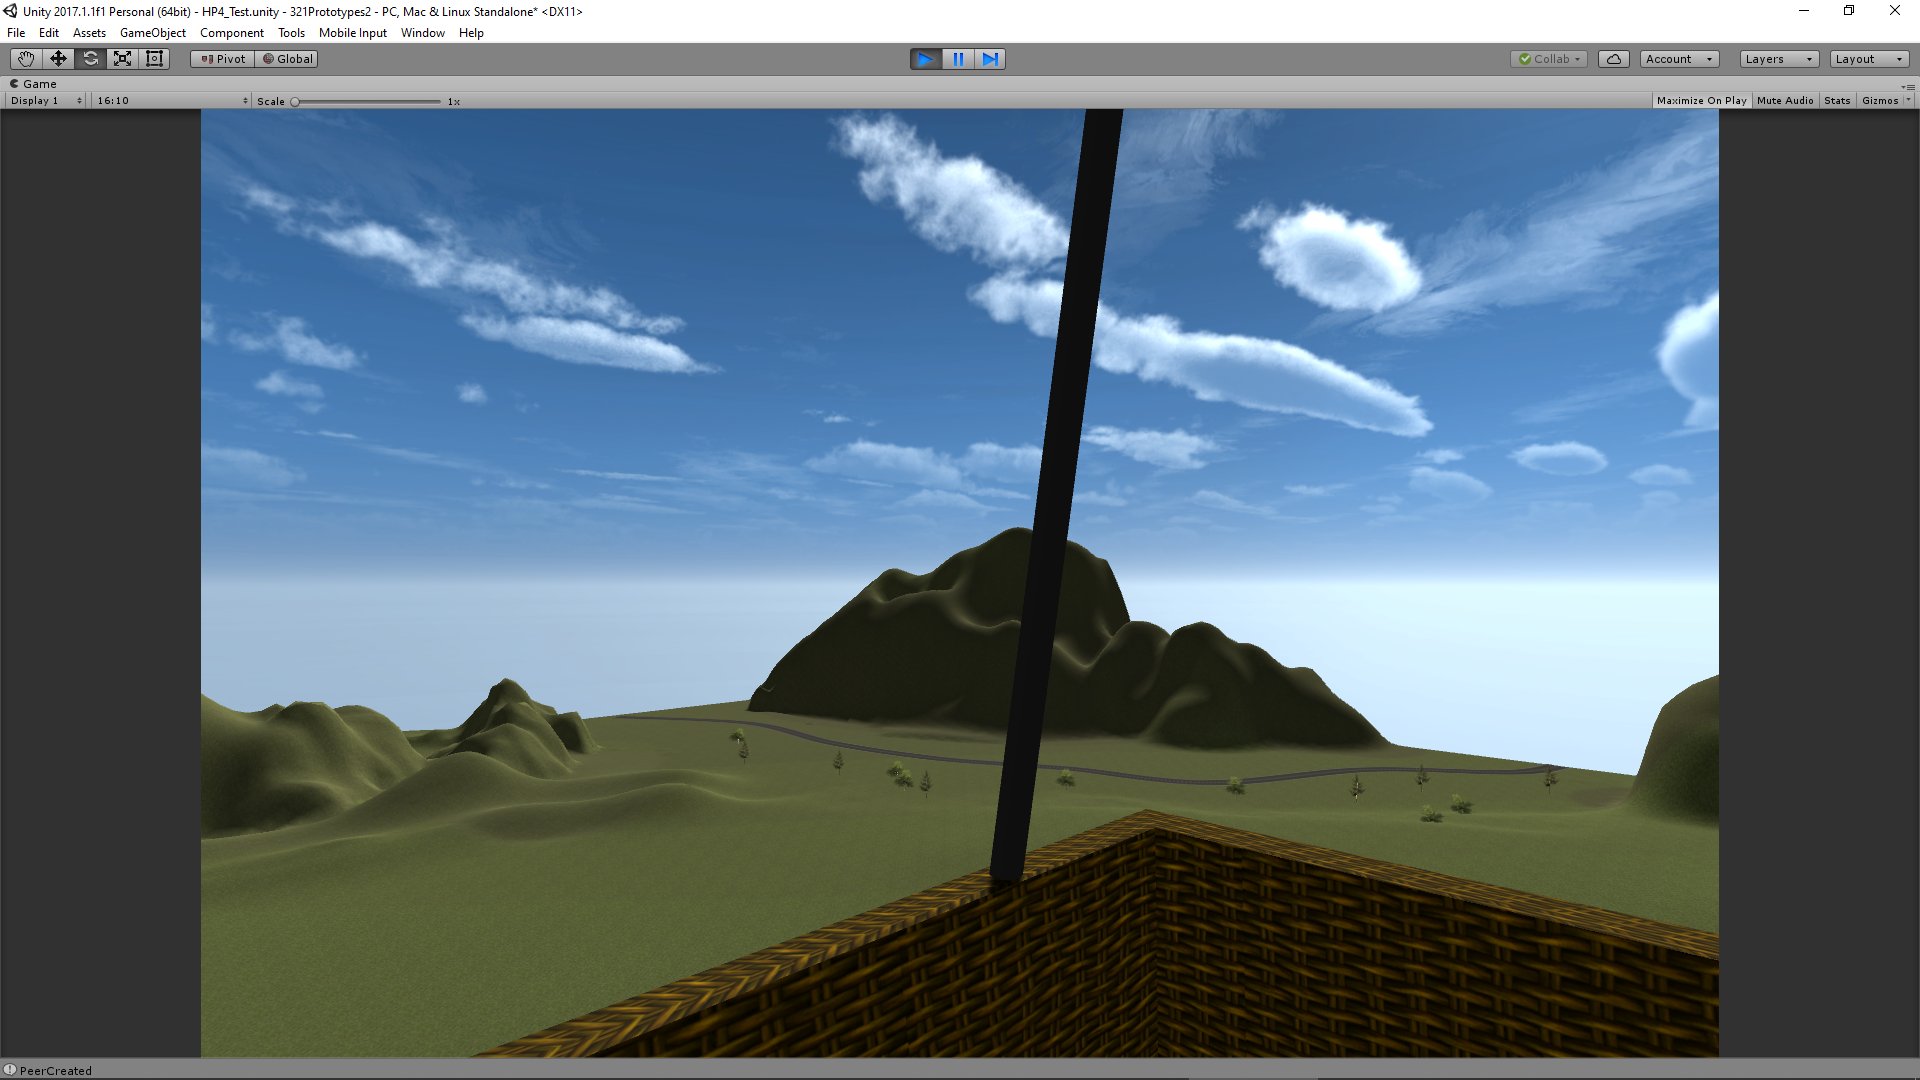 Unity 2017.1.1f1 Personal (64bit) - HP4_Test.unity - 321Prototypes2 - PC, Mac & Linux Standalone* <DX11>
File Edit Assets GameObject Component Tools Mobile Input Window Help
Pivot Global Collab Account Layers Layout
Game
Display 1 16:10 Scale 1x Maximize On Play Mute Audio Stats Gizmos
PeerCreated